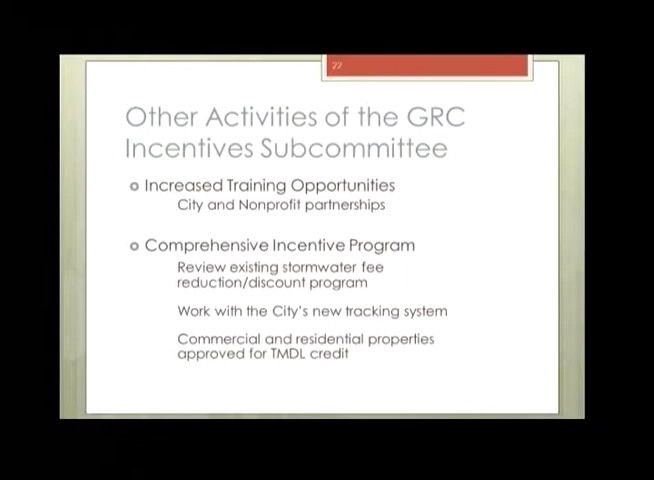 22
Other Activities of the GRC
Incentives Subcommittee
Increased Training Opportunities
City and Nonprofit partnerships
Comprehensive Incentive Program
Review existing stormwater fee
reduction/discount program
Work with the City's new tracking system
Commercial and residential properties
approved for TMDL credit